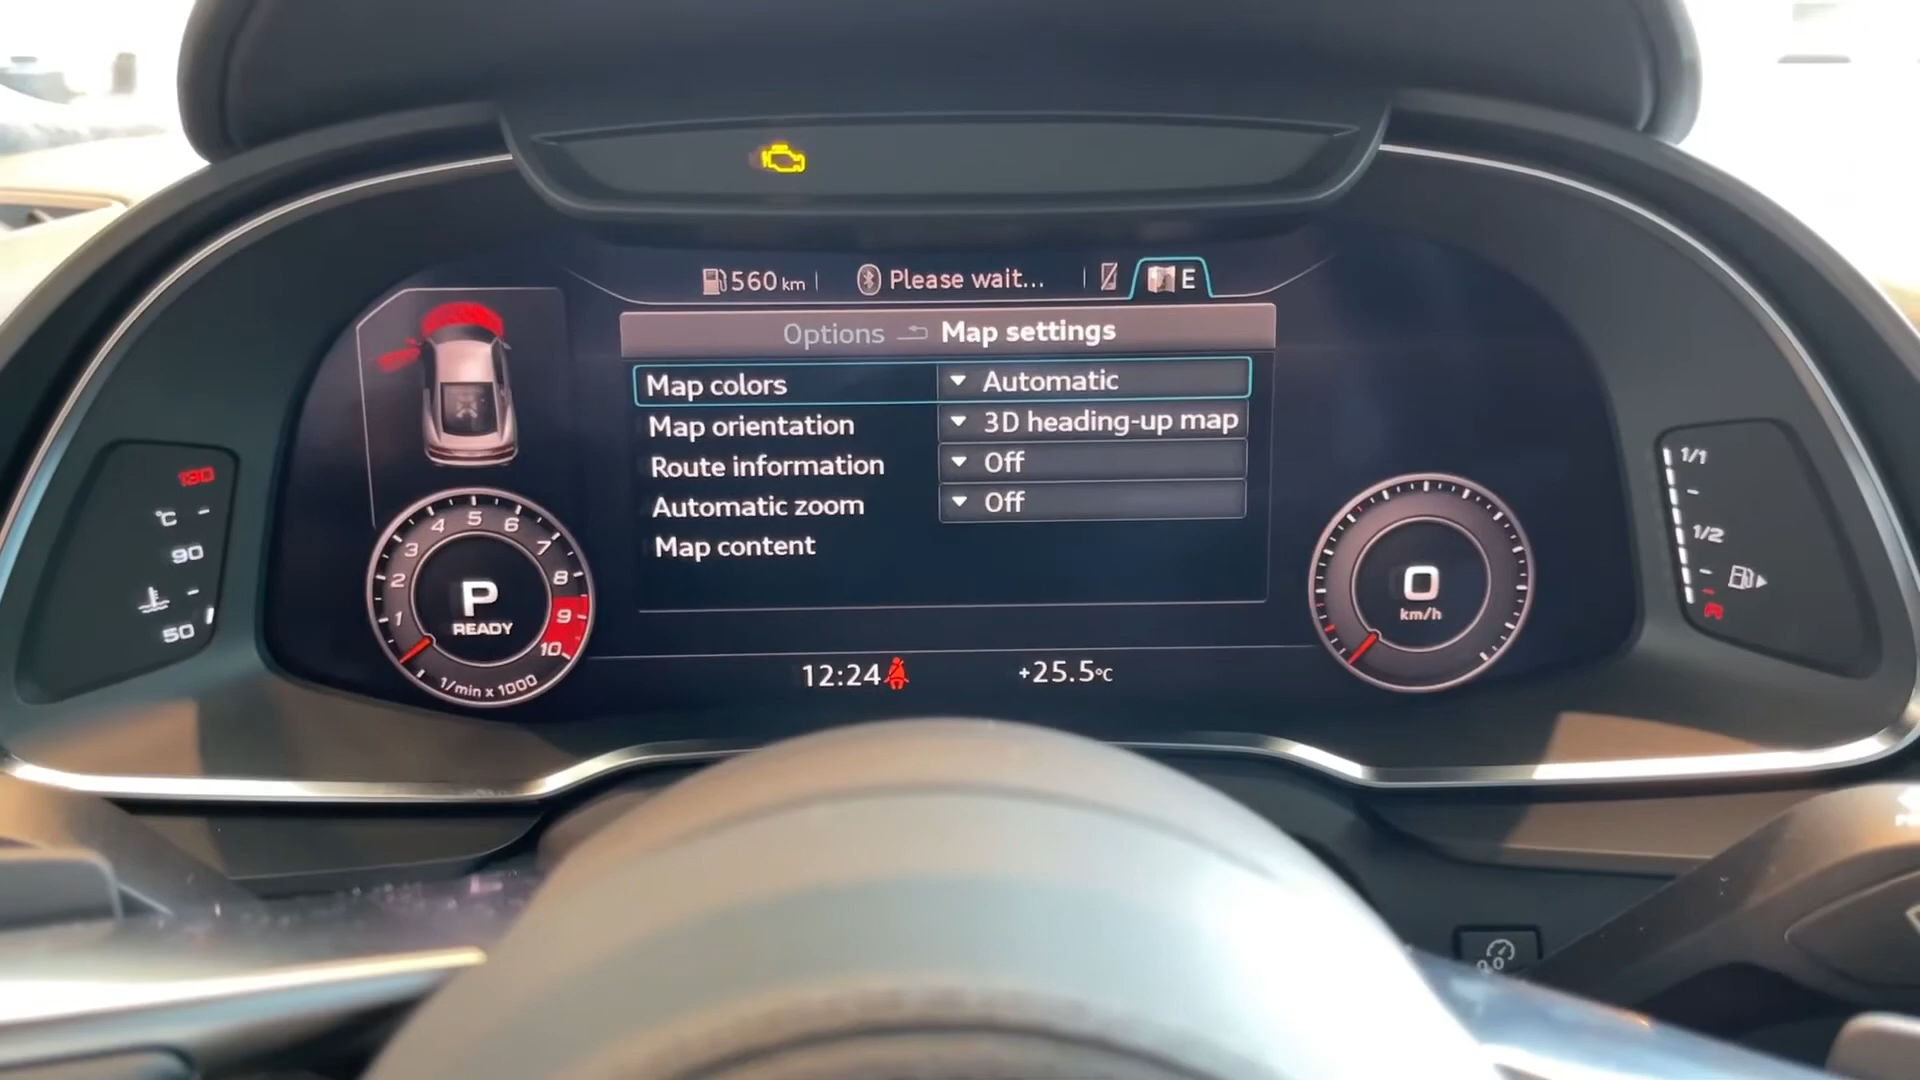 560 km
Please wait...
E
Options Map settings
Map colors Automatic
Map orientation 3D heading-up map
Route information Off
Automatic zoom Off
Map content
130
°C
90
50
1 2 3 4 5 6 7 8 9 10
P
READY
1/min x 1000
12:24
+25.5°C
0
km/h
1/1
1/2
R